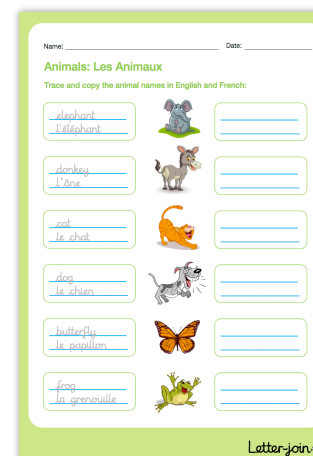 Name: Date:
Animals: Les Animaux
Trace and copy the animal names in English and French:
elephant
l'éléphant
donkey
l'âne
cat
le chat
dog
le chien
butterfly
le papillon
frog
la grenouille
Letter-join